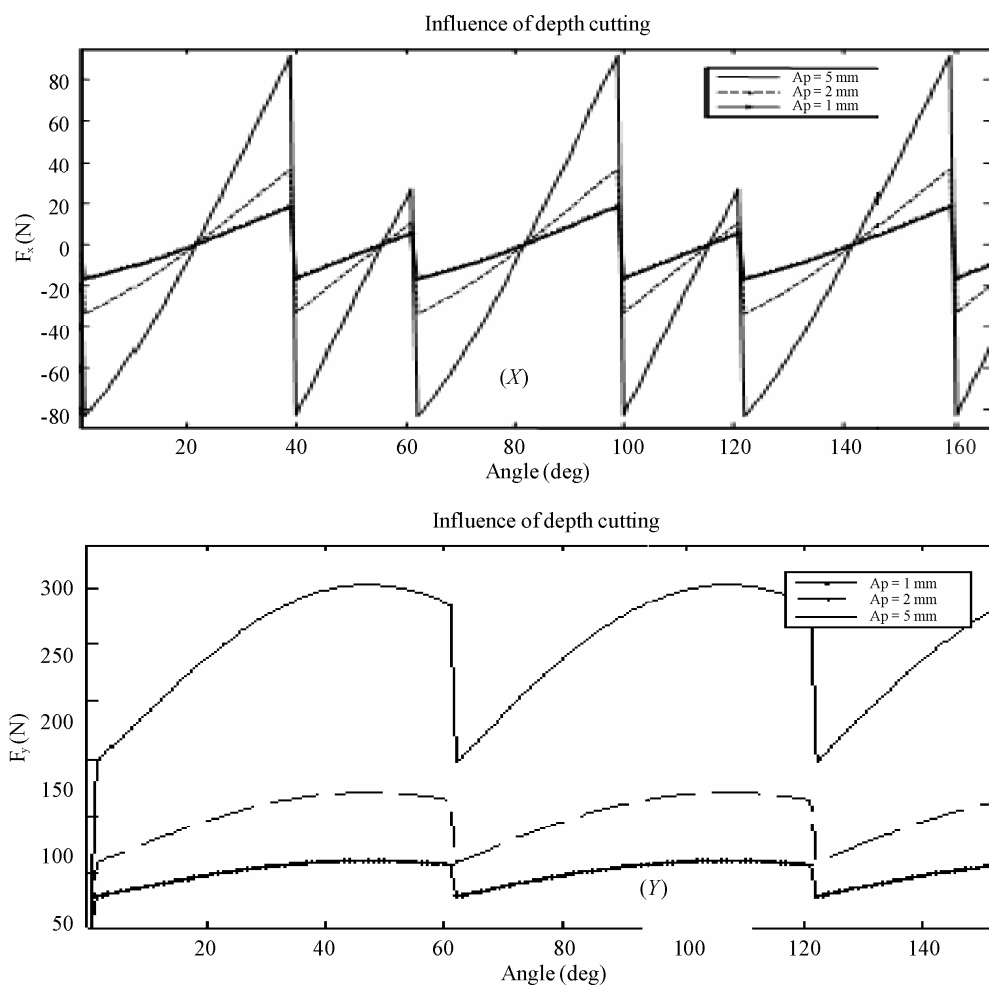 Influence of depth cutting
80
60
40
20
0
-20
-40
-60
-80
F_x (N)
Ap = 5 mm
Ap = 2 mm
Ap = 1 mm
(X)
20 40 60 80 100 120 140 160
Angle (deg)
Influence of depth cutting
300
250
200
150
100
50
F_y (N)
Ap = 1 mm
Ap = 2 mm
Ap = 5 mm
(Y)
20 40 60 80 100 120 140
Angle (deg)